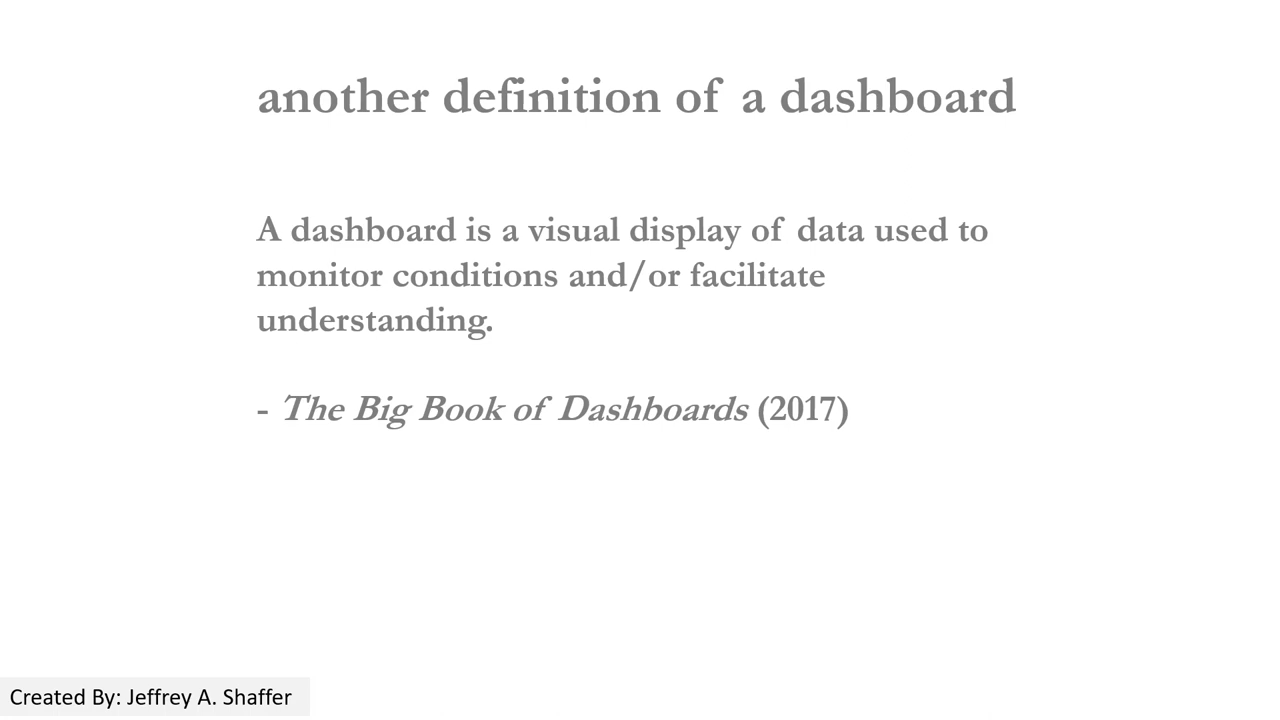 another definition of a dashboard
A dashboard is a visual display of data used to
monitor conditions and/or facilitate
understanding.
- The Big Book of Dashboards (2017)
Created By: Jeffrey A. Shaffer